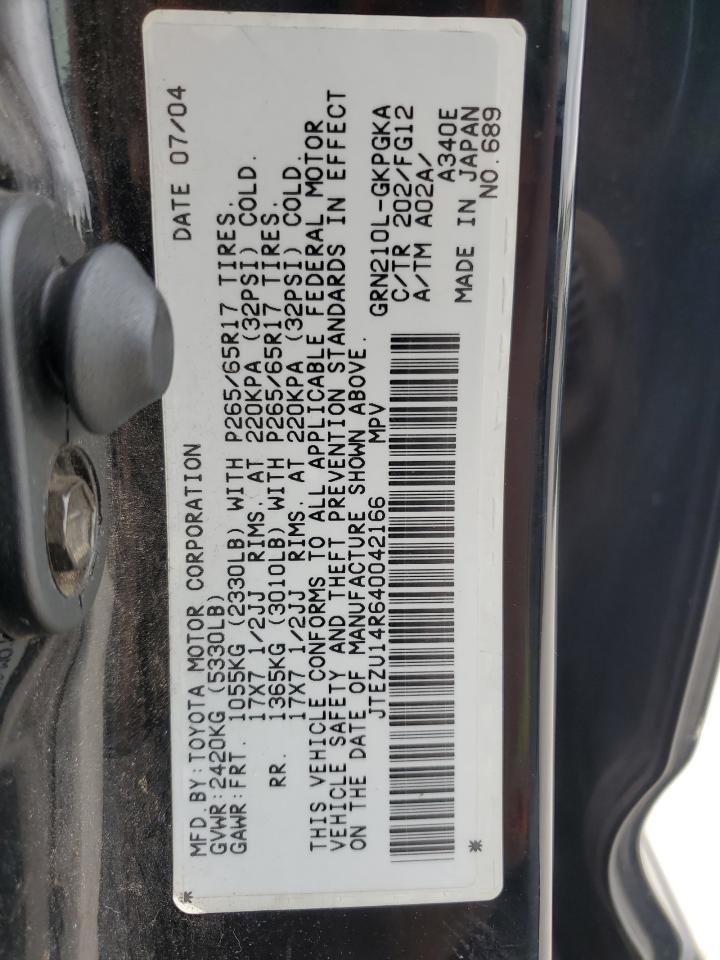 MFD. BY: TOYOTA MOTOR CORPORATION DATE 07/04
GVWR: 2420KG (5330LB)
GAWR: FRT. 1055KG (2330LB) WITH P265/65R17 TIRES.
17X7 1/2JJ RIMS. AT 220KPA (32PSI) COLD.
RR. 1365KG (3010LB) WITH P265/65R17 TIRES.
17X7 1/2JJ RIMS. AT 220KPA (32PSI) COLD.
THIS VEHICLE CONFORMS TO ALL APPLICABLE FEDERAL MOTOR
VEHICLE SAFETY AND THEFT PREVENTION STANDARDS IN EFFECT
ON THE DATE OF MANUFACTURE SHOWN ABOVE.
JTEZU14R640042166 MPV GRN210L-GKPGKA
C/TR 202/FG12
A/TM A02A/
A340E
MADE IN JAPAN
NO.689